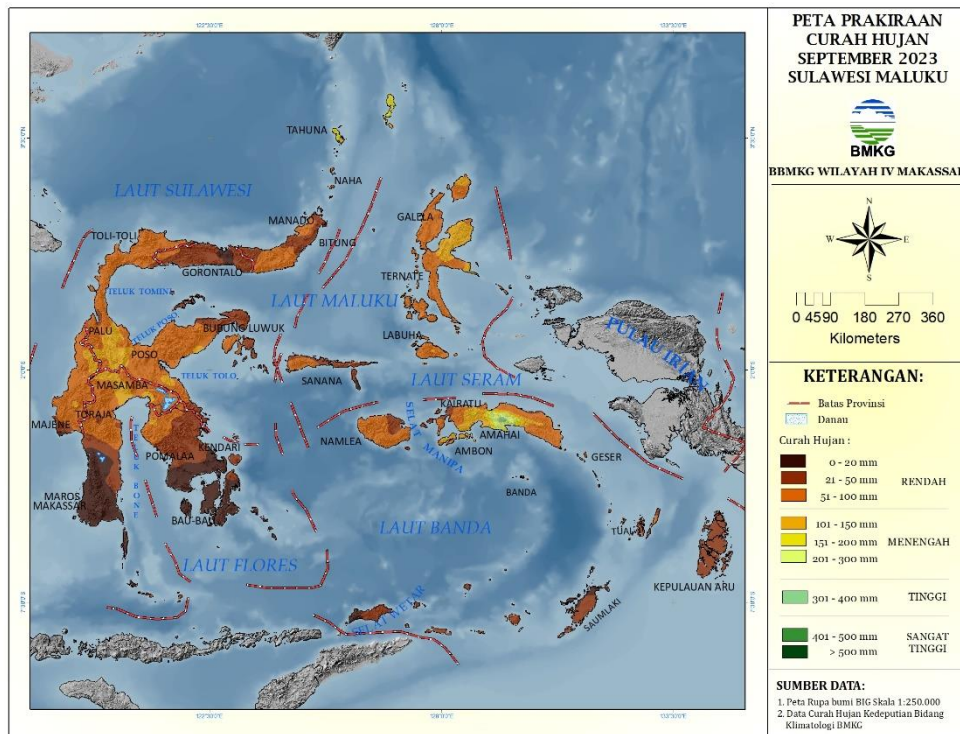 PETA PRAKIRAAN
CURAH HUJAN
SEPTEMBER 2023
SULAWESI MALUKU
BMKG
BBMKG WILAYAH IV MAKASSAR
N
W
E
S
0 4590 180 270 360
Kilometers
KETERANGAN:
Batas Provinsi
Danau
Curah Hujan :
0 - 20 mm
21 - 50 mm
51 - 100 mm
RENDAH
101 - 150 mm
151 - 200 mm
201 - 300 mm
MENENGAH
301 - 400 mm
TINGGI
401 - 500 mm
> 500 mm
SANGAT
TINGGI
SUMBER DATA:
1. Peta Rupa bumi BIG Skala 1:250.000
2. Data Curah Hujan Kedeputian Bidang
Klimatologi BMKG
TAHUNA
NAHA
LAUT SULAWESI
MANADO
GALELA
TOLI-TOLI
BITUNG
GORONTALO
TERNATE
TELUK TOMINI
LAUT MALUKU
PALU
TELUK POSO
BUBUNG LUWUK
LABUHA
PULAU IRIAN
POSO
TELUK TOLO
SANANA
LAUT SERAM
MASAMBA
TORAJA
MAJENE
KAIRATU
SELAT MANIPA
AMAHAI
NAMLEA
AMBON
KENDARI
POMALAA
TELUK BONE
GESER
MAROS
MAKASSAR
BANDA
BAU-BAU
LAUT BANDA
TUAL
LAUT FLORES
KEPULAUAN ARU
SELAT WETAR
SAUMLAKI